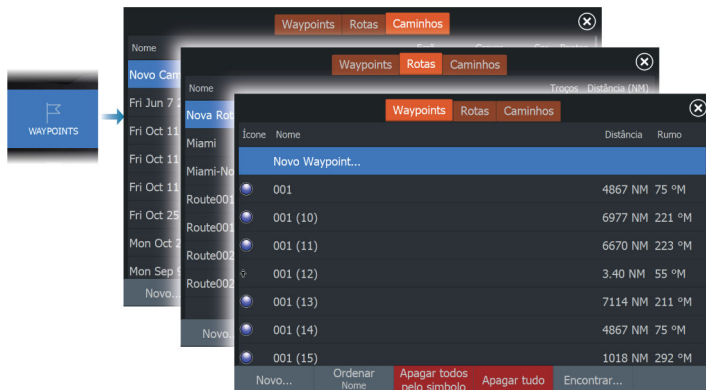 WAYPOINTS
Waypoints Rotas Caminhos
Nome
Novo Cam
Fri Jun 7 2
Fri Oct 11
Fri Oct 11
Fri Oct 11
Fri Oct 25
Mon Oct 2
Mon Sep 9
Novo...
Waypoints Rotas Caminhos
Nome Troços Distância (NM)
Nova Rot
Miami
Miami-No
Route001
Route001
Route002
Route002
Novo...
Waypoints Rotas Caminhos
Ícone Nome Distância Rumo
Novo Waypoint...
001 4867 NM 75 °M
001 (10) 6977 NM 221 °M
001 (11) 6670 NM 223 °M
001 (12) 3.40 NM 55 °M
001 (13) 7114 NM 211 °M
001 (14) 4867 NM 75 °M
001 (15) 1018 NM 292 °M
Novo... Ordenar Nome Apagar todos pelo símbolo Apagar tudo Encontrar...